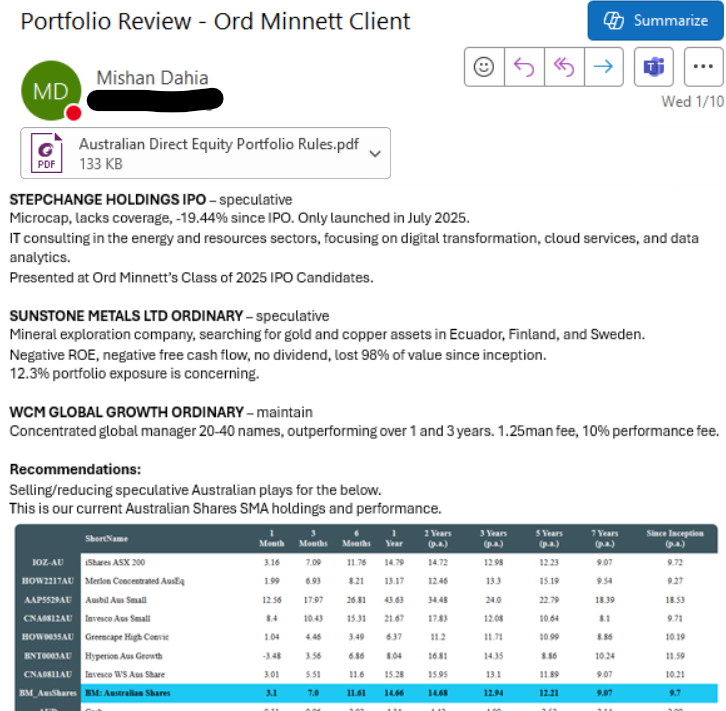 Portfolio Review - Ord Minnett Client
Summarize
MD
Mishan Dahia
Wed 1/10
PDF
Australian Direct Equity Portfolio Rules.pdf
133 KB
STEPCHANGE HOLDINGS IPO – speculative
Microcap, lacks coverage, -19.44% since IPO. Only launched in July 2025.
IT consulting in the energy and resources sectors, focusing on digital transformation, cloud services, and data
analytics.
Presented at Ord Minnett's Class of 2025 IPO Candidates.
SUNSTONE METALS LTD ORDINARY – speculative
Mineral exploration company, searching for gold and copper assets in Ecuador, Finland, and Sweden.
Negative ROE, negative free cash flow, no dividend, lost 98% of value since inception.
12.3% portfolio exposure is concerning.
WCM GLOBAL GROWTH ORDINARY – maintain
Concentrated global manager 20-40 names, outperforming over 1 and 3 years. 1.25man fee, 10% performance fee.
Recommendations:
Selling/reducing speculative Australian plays for the below.
This is our current Australian Shares SMA holdings and performance.
ShortName 1 Month 3 Months 6 Months 1 Year 2 Years (p.a.) 3 Years (p.a.) 5 Years (p.a.) 7 Years (p.a.) Since Inception (p.a.)
IOZ-AU iShares ASX 200 3.16 7.09 11.76 14.79 14.72 12.98 12.23 9.07 9.72
HOW2217AU Merlon Concentrated AusEq 1.99 6.93 8.21 13.17 12.46 13.3 15.19 9.54 9.27
AAP5529AU Ausbil Aus Small 12.56 17.97 26.81 43.63 34.48 24.0 22.79 18.39 18.53
CNA0812AU Invesco Aus Small 8.4 10.43 15.31 21.67 17.83 12.08 10.64 8.1 9.71
HOW0035AU Greencape High Convic 1.04 4.46 3.49 6.37 11.2 11.71 10.99 8.86 10.19
BNT0003AU Hyperion Aus Growth -3.48 3.56 6.86 8.04 16.81 14.35 8.86 10.24 11.59
CNA0811AU Invesco WS Aus Share 3.01 5.51 11.6 15.28 15.95 13.1 11.89 9.07 10.21
BM_AusShares BM: Australian Shares 3.1 7.0 11.61 14.66 14.68 12.94 12.21 9.07 9.7